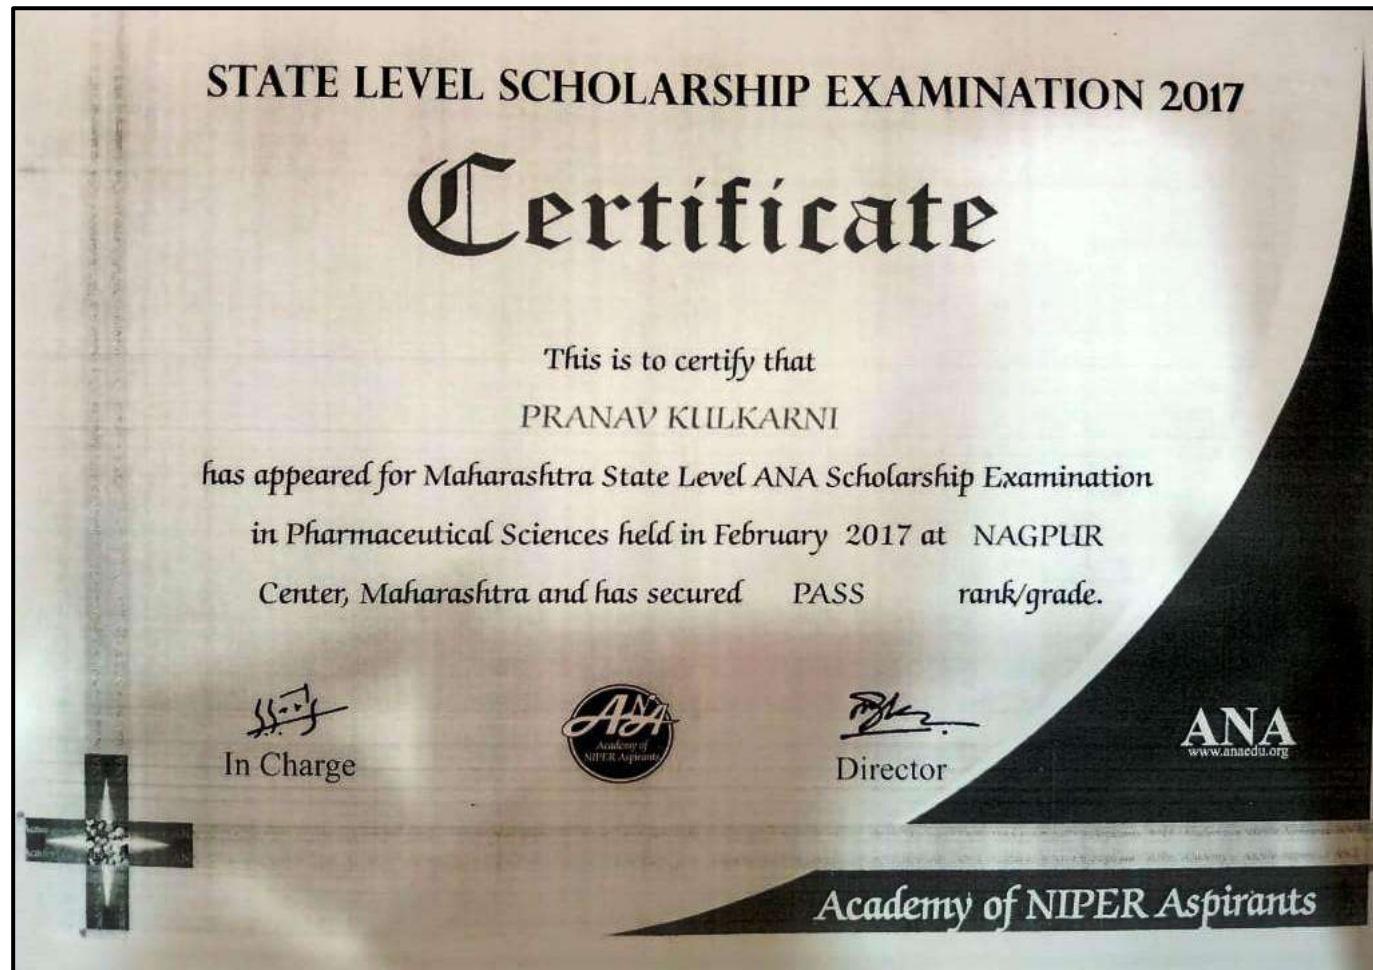 STATE LEVEL SCHOLARSHIP EXAMINATION 2017
Certificate
This is to certify that
PRANAV KULKARNI
has appeared for Maharashtra State Level ANA Scholarship Examination
in Pharmaceutical Sciences held in February 2017 at NAGPUR
Center, Maharashtra and has secured PASS rank/grade.
In Charge
ANA
Academy of
NIPER Aspirants
Director
ANA
www.anaedu.org
Academy of NIPER Aspirants